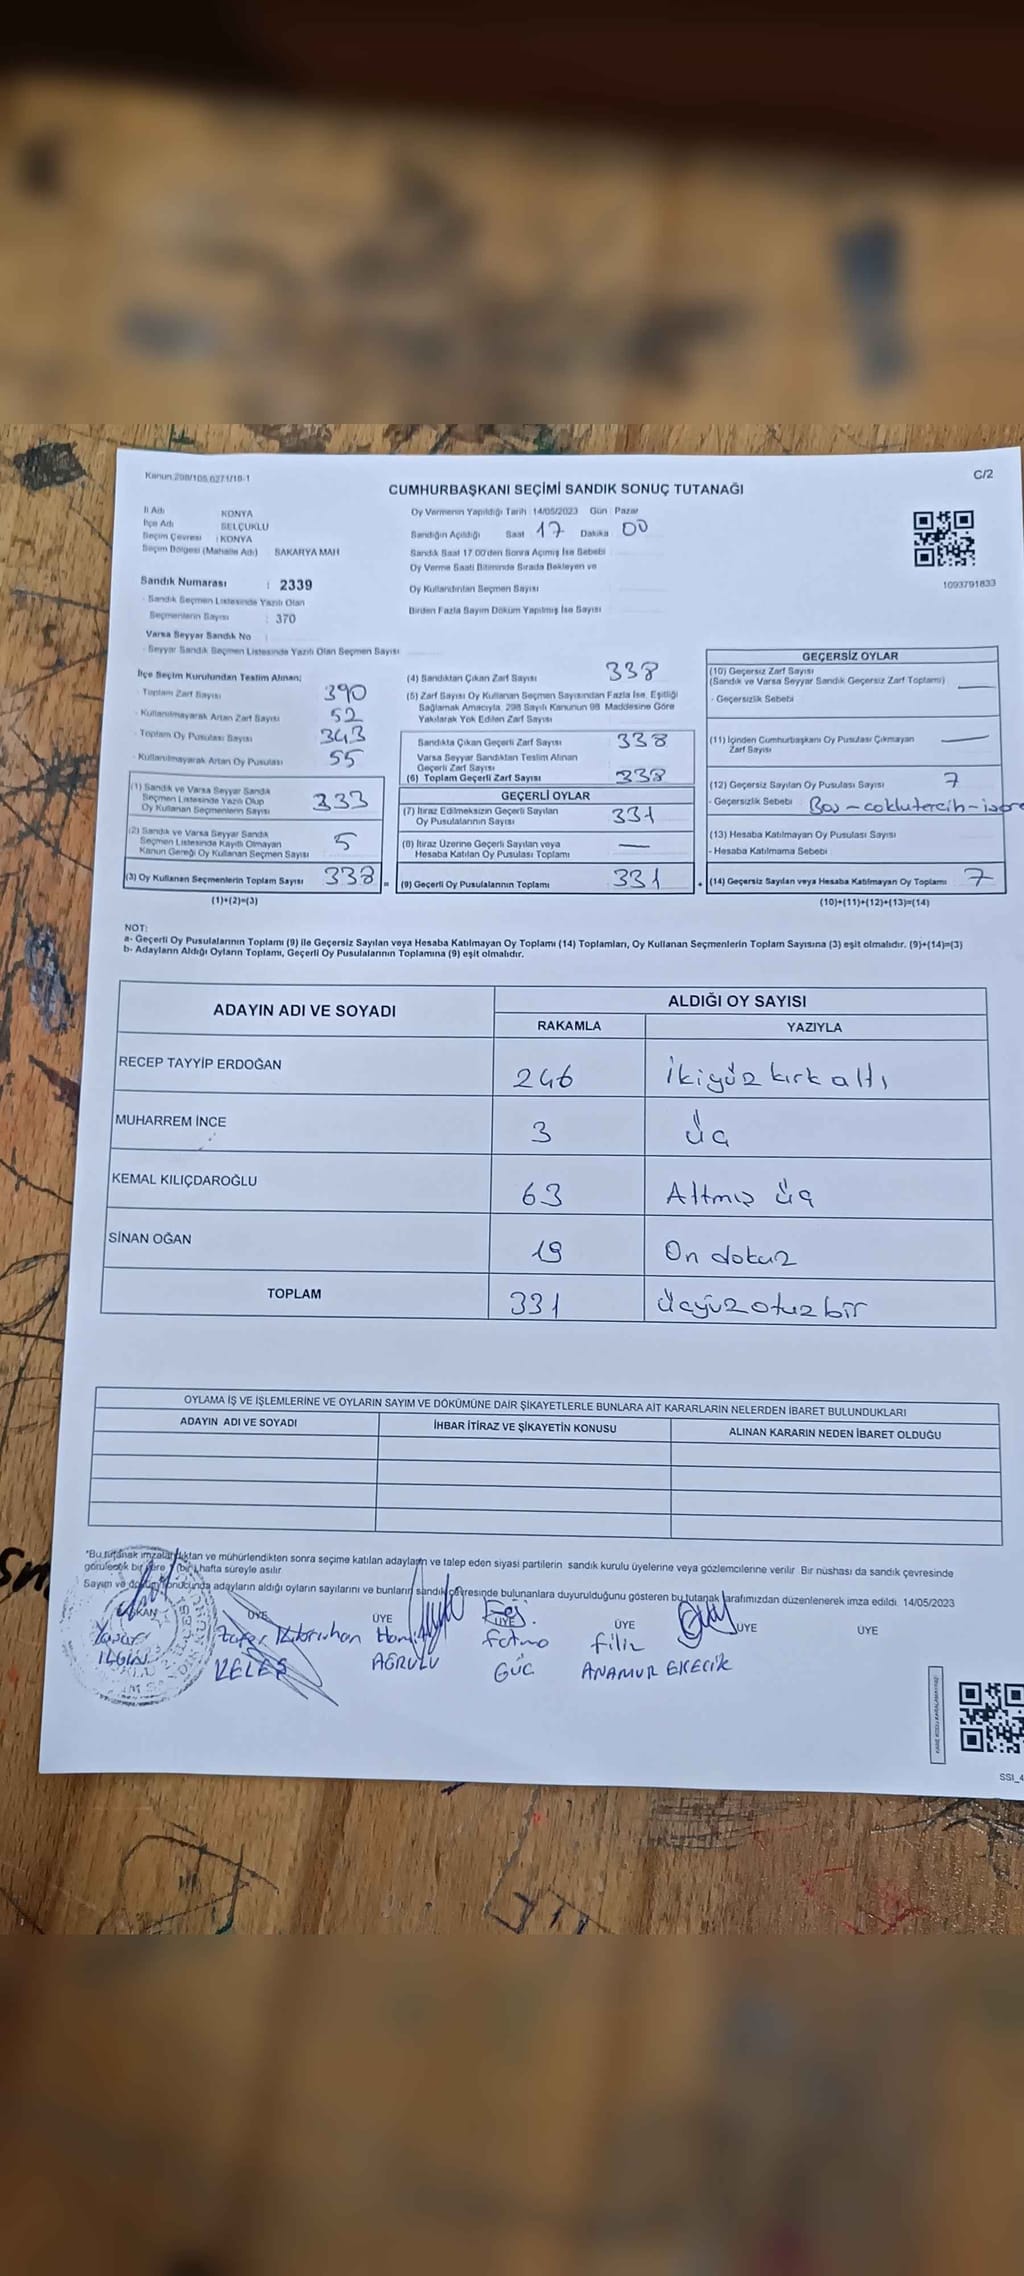 Kanun:298/105,6271/18-1
C/2
CUMHURBAŞKANI SEÇİMİ SANDIK SONUÇ TUTANAĞI
İl Adı KONYA
İlçe Adı SELÇUKLU
Seçim Çevresi : KONYA
Seçim Bölgesi (Mahalle Adı) SAKARYA MAH
Sandık Numarası : 2339
- Sandık Seçmen Listesinde Yazılı Olan
Seçmenlerin Sayısı : 370
Varsa Seyyar Sandık No
- Seyyar Sandık Seçmen Listesinde Yazılı Olan Seçmen Sayısı
Oy Vermenin Yapıldığı Tarih : 14/05/2023 Gün : Pazar
Sandığın Açıldığı Saat 17 Dakika 00
Sandık Saat 17.00'den Sonra Açımış İse Sebebi
Oy Verme Saati Bitiminde Sırada Bekleyen ve
Oy Kullandırılan Seçmen Sayısı
Birden Fazla Sayım Döküm Yapılmış İse Sayısı
1093791833
İlçe Seçim Kurulundan Teslim Alınan;
- Toplam Zarf Sayısı 390
- Kullanılmayarak Artan Zarf Sayısı 52
- Toplam Oy Pusulası Sayısı 343
- Kullanılmayarak Artan Oy Pusulası 55
(1) Sandık ve Varsa Seyyar Sandık
Seçmen Listesinde Yazılı Olup
Oy Kullanan Seçmenlerin Sayısı 333
(2) Sandık ve Varsa Seyyar Sandık
Seçmen Listesinde Kayıtlı Olmayan
Kanun Gereği Oy Kullanan Seçmen Sayısı 5
(3) Oy Kullanan Seçmenlerin Toplam Sayısı 338 =
(1)+(2)=(3)
(4) Sandıktan Çıkan Zarf Sayısı 338
(5) Zarf Sayısı Oy Kullanan Seçmen Sayısından Fazla İse, Eşitliği
Sağlamak Amacıyla, 298 Sayılı Kanunun 98. Maddesine Göre
Yakılarak Yok Edilen Zarf Sayısı
Sandıkta Çıkan Geçerli Zarf Sayısı 338
Varsa Seyyar Sandıktan Teslim Alınan
Geçerli Zarf Sayısı
(6) Toplam Geçerli Zarf Sayısı 338
GEÇERLİ OYLAR
(7) İtiraz Edilmeksizin Geçerli Sayılan
Oy Pusulalarının Sayısı 331
(8) İtiraz Üzerine Geçerli Sayılan veya
Hesaba Katılan Oy Pusulası Toplamı —
(9) Geçerli Oy Pusulalarının Toplamı 331 +
GEÇERSİZ OYLAR
(10) Geçersiz Zarf Sayısı
(Sandık ve Varsa Seyyar Sandık Geçersiz Zarf Toplamı) —
- Geçersizlik Sebebi
(11) İçinden Cumhurbaşkanı Oy Pusulası Çıkmayan
Zarf Sayısı —
(12) Geçersiz Sayılan Oy Pusulası Sayısı 7
- Geçersizlik Sebebi Boş - coklutercih -
(13) Hesaba Katılmayan Oy Pusulası Sayısı
- Hesaba Katılmama Sebebi
(14) Geçersiz Sayılan veya Hesaba Katılmayan Oy Toplamı 7
(10)+(11)+(12)+(13)=(14)
NOT:
a- Geçerli Oy Pusulalarının Toplamı (9) ile Geçersiz Sayılan veya Hesaba Katılmayan Oy Toplamı (14) Toplamları, Oy Kullanan Seçmenlerin Toplam Sayısına (3) eşit olmalıdır. (9)+(14)=(3)
b- Adayların Aldığı Oyların Toplamı, Geçerli Oy Pusulalarının Toplamına (9) eşit olmalıdır.
ADAYIN ADI VE SOYADI ALDIĞI OY SAYISI
RAKAMLA YAZIYLA
RECEP TAYYİP ERDOĞAN 246 İkiyüz kırk altı
MUHARREM İNCE 3 Üç
KEMAL KILIÇDAROĞLU 63 Altmış üç
SİNAN OĞAN 19 On dokuz
TOPLAM 331 Üçyüz otuz bir
OYLAMA İŞ VE İŞLEMLERİNE VE OYLARIN SAYIM VE DÖKÜMÜNE DAİR ŞİKAYETLERLE BUNLARA AİT KARARLARIN NELERDEN İBARET BULUNDUKLARI
ADAYIN ADI VE SOYADI İHBAR İTİRAZ VE ŞİKAYETİN KONUSU ALINAN KARARIN NEDEN İBARET OLDUĞU
*Bu tutanak imzalandıktan ve mühürlendikten sonra seçime katılan adayların ve talep eden siyasi partilerin sandık kurulu üyelerine veya gözlemcilerine verilir. Bir nüshası da sandık çevresinde
görülecek bir yere 1 (bir) hafta süreyle asılır.
Sayım ve döküm sonucunda adayların aldığı oyların sayılarını ve bunların sandık çevresinde bulunanlara duyurulduğunu gösteren bu tutanak tarafımızdan düzenlenerek imza edildi. 14/05/2023
BAŞKAN ÜYE ÜYE ÜYE ÜYE ÜYE ÜYE
Yaşar Zafer Hamit Fatma Filiz
ILGIN KELEŞ AĞRULU GÜÇ ANAMUR EKECİK